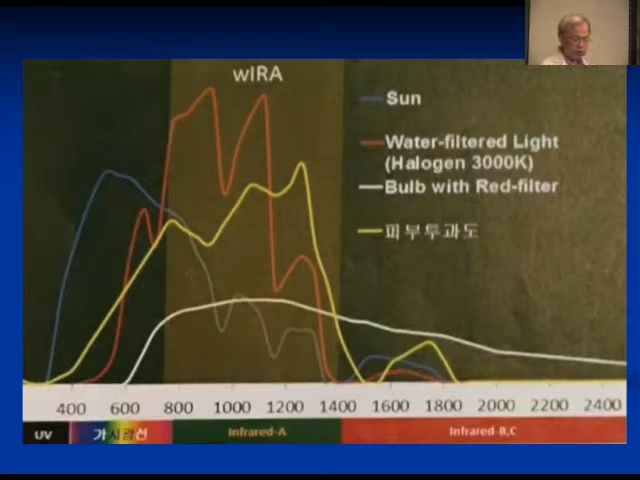 wIRA
Sun
Water-filtered Light
(Halogen 3000K)
Bulb with Red-filter
피부투과도
400 600 800 1000 1200 1400 1600 1800 2000 2200 2400
UV 가시광선 Infrared-A Infrared-B,C